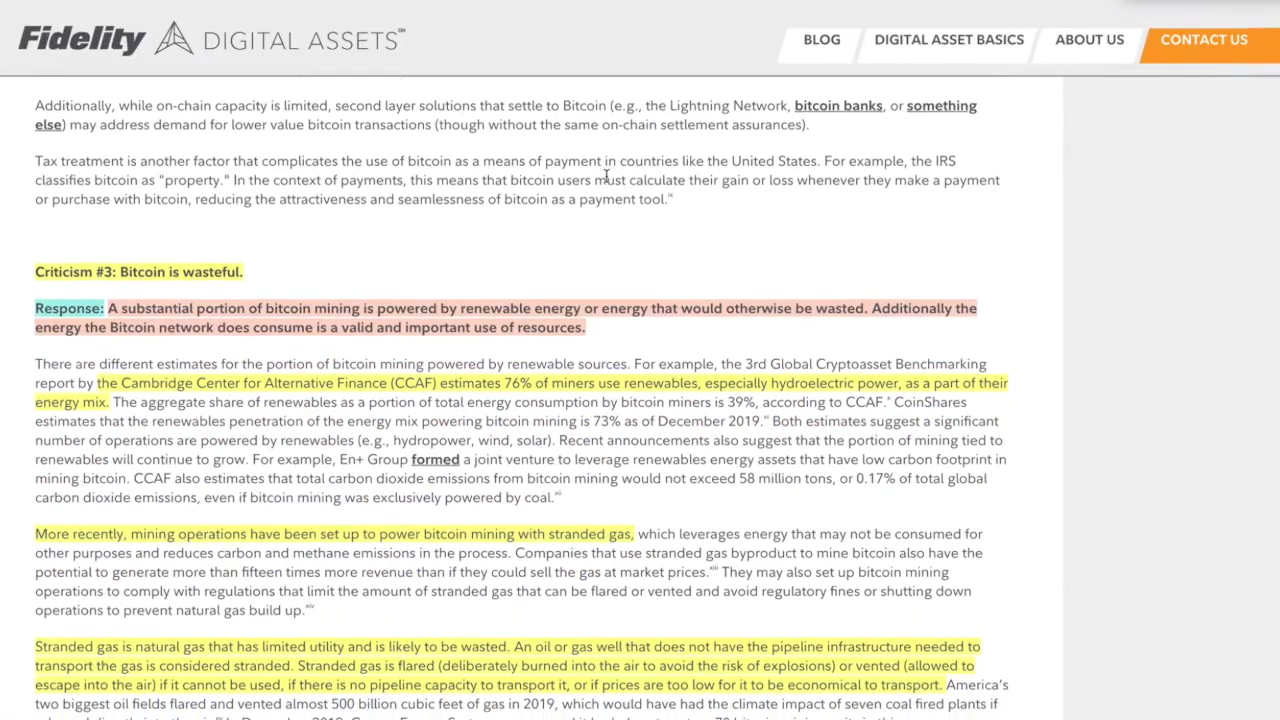 Fidelity DIGITAL ASSETS℠
BLOG
DIGITAL ASSET BASICS
ABOUT US
CONTACT US
Additionally, while on-chain capacity is limited, second layer solutions that settle to Bitcoin (e.g., the Lightning Network, bitcoin banks, or something
else) may address demand for lower value bitcoin transactions (though without the same on-chain settlement assurances).
Tax treatment is another factor that complicates the use of bitcoin as a means of payment in countries like the United States. For example, the IRS
classifies bitcoin as "property." In the context of payments, this means that bitcoin users must calculate their gain or loss whenever they make a payment
or purchase with bitcoin, reducing the attractiveness and seamlessness of bitcoin as a payment tool.ix
Criticism #3: Bitcoin is wasteful.
Response: A substantial portion of bitcoin mining is powered by renewable energy or energy that would otherwise be wasted. Additionally the
energy the Bitcoin network does consume is a valid and important use of resources.
There are different estimates for the portion of bitcoin mining powered by renewable sources. For example, the 3rd Global Cryptoasset Benchmarking
report by the Cambridge Center for Alternative Finance (CCAF) estimates 76% of miners use renewables, especially hydroelectric power, as a part of their
energy mix. The aggregate share of renewables as a portion of total energy consumption by bitcoin miners is 39%, according to CCAF.x CoinShares
estimates that the renewables penetration of the energy mix powering bitcoin mining is 73% as of December 2019.xi Both estimates suggest a significant
number of operations are powered by renewables (e.g., hydropower, wind, solar). Recent announcements also suggest that the portion of mining tied to
renewables will continue to grow. For example, En+ Group formed a joint venture to leverage renewables energy assets that have low carbon footprint in
mining bitcoin. CCAF also estimates that total carbon dioxide emissions from bitcoin mining would not exceed 58 million tons, or 0.17% of total global
carbon dioxide emissions, even if bitcoin mining was exclusively powered by coal.xii
More recently, mining operations have been set up to power bitcoin mining with stranded gas, which leverages energy that may not be consumed for
other purposes and reduces carbon and methane emissions in the process. Companies that use stranded gas byproduct to mine bitcoin also have the
potential to generate more than fifteen times more revenue than if they could sell the gas at market prices.xiii They may also set up bitcoin mining
operations to comply with regulations that limit the amount of stranded gas that can be flared or vented and avoid regulatory fines or shutting down
operations to prevent natural gas build up.xiv
Stranded gas is natural gas that has limited utility and is likely to be wasted. An oil or gas well that does not have the pipeline infrastructure needed to
transport the gas is considered stranded. Stranded gas is flared (deliberately burned into the air to avoid the risk of explosions) or vented (allowed to
escape into the air) if it cannot be used, if there is no pipeline capacity to transport it, or if prices are too low for it to be economical to transport. America's
two biggest oil fields flared and vented almost 500 billion cubic feet of gas in 2019, which would have had the climate impact of seven coal fired plants if